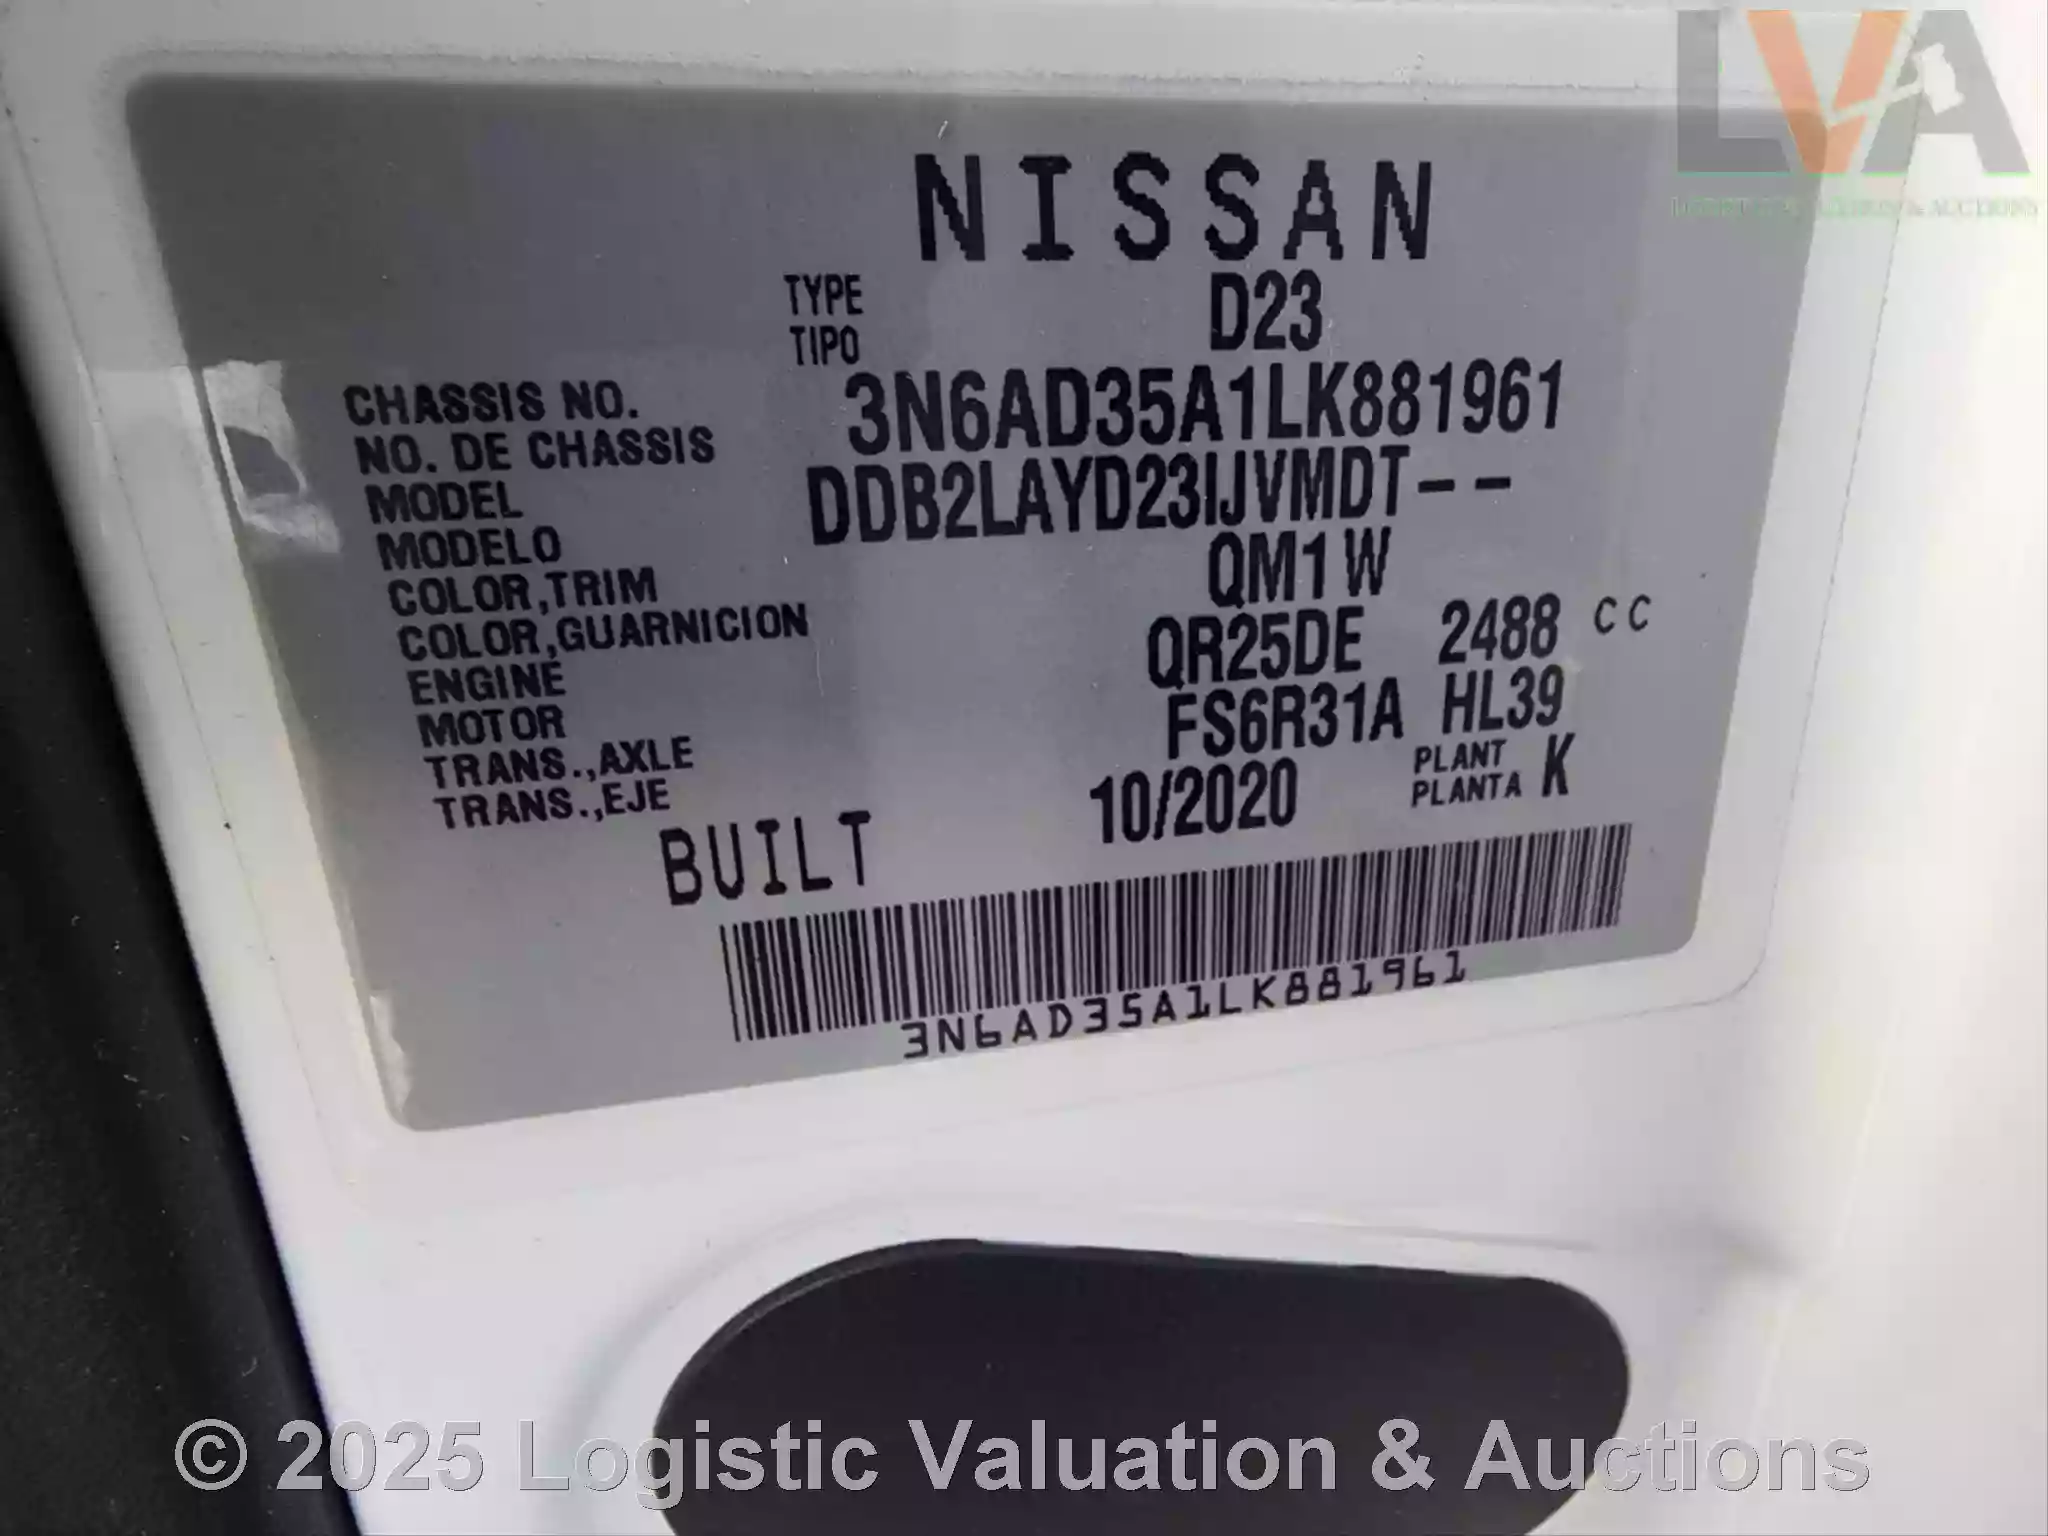 LVA
NISSAN
TYPE
TIPO
D23
CHASSIS NO.
NO. DE CHASSIS
3N6AD35A1LK881961
MODEL
MODELO
DDB2LAYD23IJVMDT--
COLOR,TRIM
COLOR,GUARNICION
QM1 W
ENGINE
MOTOR
QR25DE 2488 CC
TRANS.,AXLE
TRANS.,EJE
FS6R31A HL39
BUILT 10/2020
PLANT
PLANTA K
3N6AD35A1LK881961
© 2025 Logistic Valuation & Auctions